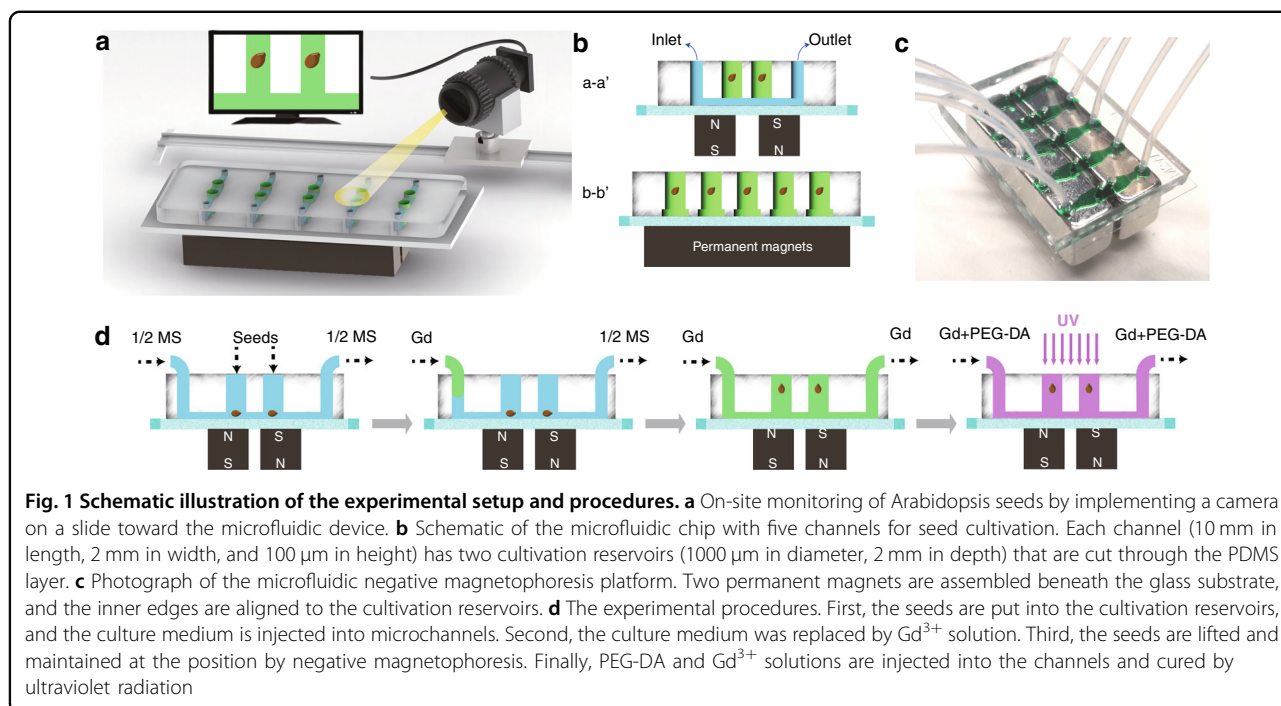 a
b
Inlet
Outlet
c
a-a’
N
S
S
N
b-b’
Permanent magnets
d
1/2 MS
Seeds
1/2 MS
Gd
1/2 MS
Gd
Gd
Gd+PEG-DA
UV
Gd+PEG-DA
N
S
N
S
N
S
N
S
S
N
S
N
S
N
S
N
Fig. 1 Schematic illustration of the experimental setup and procedures. a On-site monitoring of Arabidopsis seeds by implementing a camera
on a slide toward the microfluidic device. b Schematic of the microfluidic chip with five channels for seed cultivation. Each channel (10 mm in
length, 2 mm in width, and 100 μm in height) has two cultivation reservoirs (1000 μm in diameter, 2 mm in depth) that are cut through the PDMS
layer. c Photograph of the microfluidic negative magnetophoresis platform. Two permanent magnets are assembled beneath the glass substrate,
and the inner edges are aligned to the cultivation reservoirs. d The experimental procedures. First, the seeds are put into the cultivation reservoirs,
and the culture medium is injected into microchannels. Second, the culture medium was replaced by Gd³⁺ solution. Third, the seeds are lifted and
maintained at the position by negative magnetophoresis. Finally, PEG-DA and Gd³⁺ solutions are injected into the channels and cured by
ultraviolet radiation